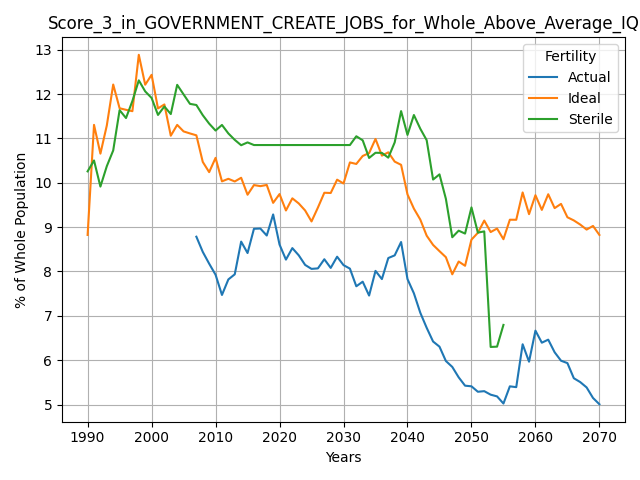 Score_3_in_GOVERNMENT_CREATE_JOBS_for_Whole_Above_Average_IQ
Fertility
Actual
Ideal
Sterile
% of Whole Population
13
12
11
10
9
8
7
6
5
1990 2000 2010 2020 2030 2040 2050 2060 2070
Years